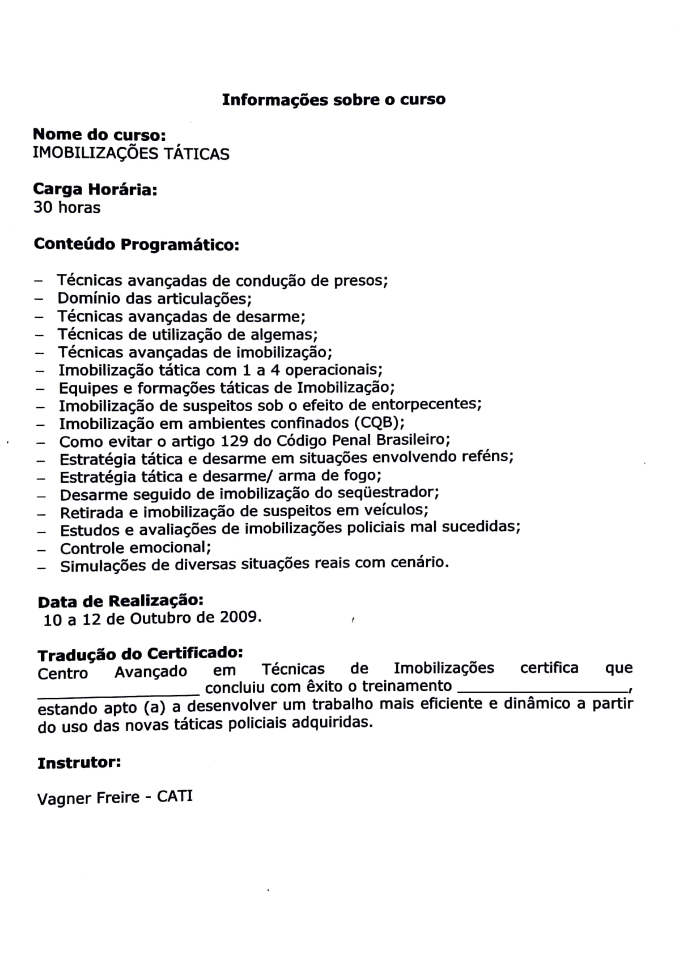 Informações sobre o curso
Nome do curso:
IMOBILIZAÇÕES TÁTICAS
Carga Horária:
30 horas
Conteúdo Programático:
– Técnicas avançadas de condução de presos;
– Domínio das articulações;
– Técnicas avançadas de desarme;
– Técnicas de utilização de algemas;
– Técnicas avançadas de imobilização;
– Imobilização tática com 1 a 4 operacionais;
– Equipes e formações táticas de Imobilização;
– Imobilização de suspeitos sob o efeito de entorpecentes;
– Imobilização em ambientes confinados (CQB);
– Como evitar o artigo 129 do Código Penal Brasileiro;
– Estratégia tática e desarme em situações envolvendo reféns;
– Estratégia tática e desarme/ arma de fogo;
– Desarme seguido de imobilização do seqüestrador;
– Retirada e imobilização de suspeitos em veículos;
– Estudos e avaliações de imobilizações policiais mal sucedidas;
– Controle emocional;
– Simulações de diversas situações reais com cenário.
Data de Realização:
10 a 12 de Outubro de 2009.
Tradução do Certificado:
Centro Avançado em Técnicas de Imobilizações certifica que
____________________ concluiu com êxito o treinamento _____________________,
estando apto (a) a desenvolver um trabalho mais eficiente e dinâmico a partir
do uso das novas táticas policiais adquiridas.
Instrutor:
Vagner Freire - CATI